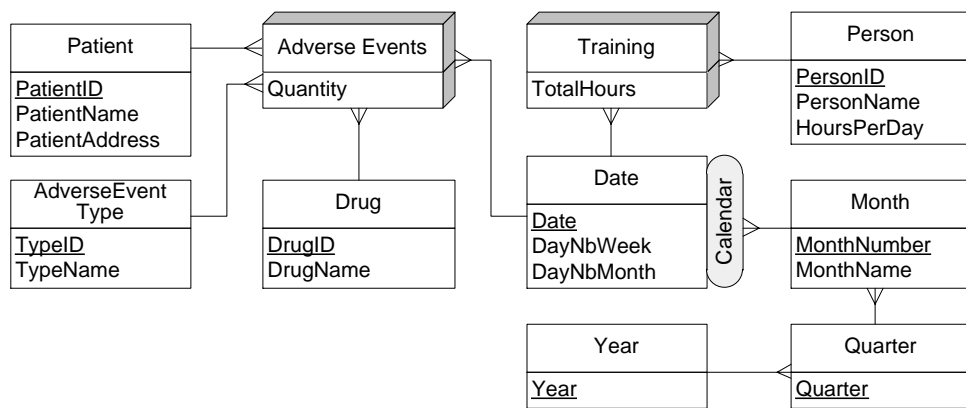 Patient
PatientID
PatientName
PatientAddress
Adverse Events
Quantity
Training
TotalHours
Person
PersonID
PersonName
HoursPerDay
AdverseEvent
Type
TypeID
TypeName
Drug
DrugID
DrugName
Date
Date
DayNbWeek
DayNbMonth
Calendar
Month
MonthNumber
MonthName
Year
Year
Quarter
Quarter